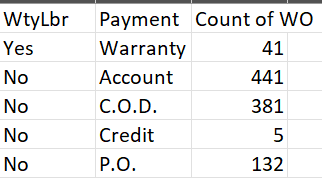 WtyLbr Payment Count of WO
Yes Warranty 41
No Account 441
No C.O.D. 381
No Credit 5
No P.O. 132